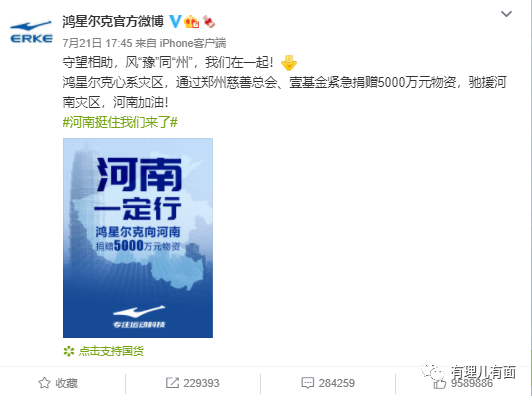 鸿星尔克官方微博
ERKE
7月21日 17:45 来自 iPhone客户端
守望相助，风“豫”同“州”，我们在一起！
鸿星尔克心系灾区，通过郑州慈善总会、壹基金紧急捐赠5000万元物资，驰援河
南灾区，河南加油！
#河南挺住我们来了#
河南
一定行
鸿星尔克向河南
捐赠5000万元物资
专注运动科技
点击支持国货
有理儿有面
收藏
229393
284259
9589886